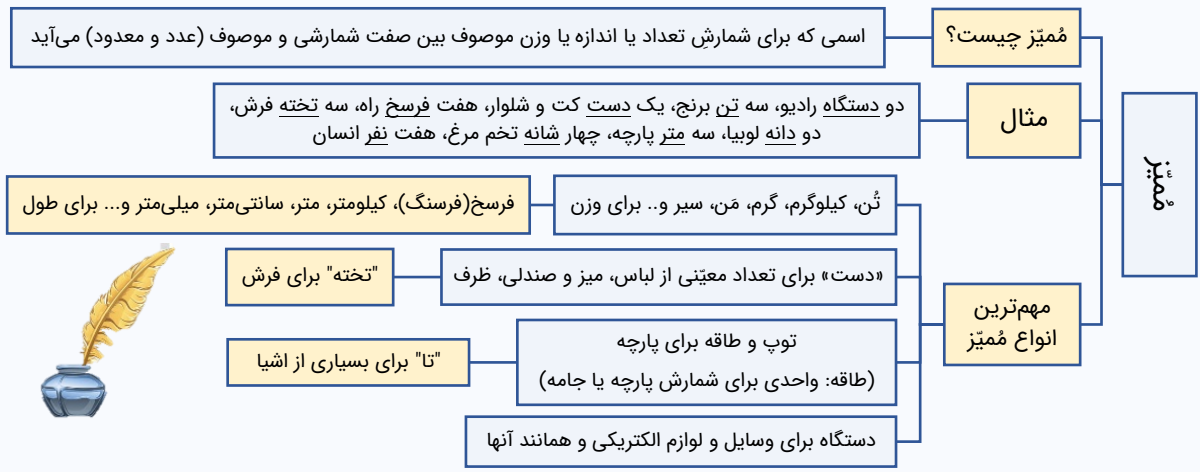 مُمیّز
مُمیّز چیست؟
اسمی که برای شمارشِ تعداد یا اندازه یا وزن موصوف بین صفت شمارشی و موصوف (عدد و معدود) می‌آید
مثال
دو دستگاه رادیو، سه تن برنج، یک دست کت و شلوار، هفت فرسخ راه، سه تخته فرش،
دو دانه لوبیا، سه متر پارچه، چهار شانه تخم مرغ، هفت نفر انسان
مهم‌ترین
انواع مُمیّز
تُن، کیلوگرم، گرم، مَن، سیر و.. برای وزن
فرسخ(فرسنگ)، کیلومتر، متر، سانتی‌متر، میلی‌متر و... برای طول
«دست» برای تعداد معیّنی از لباس، میز و صندلی، ظرف
"تخته" برای فرش
توپ و طاقه برای پارچه
(طاقه: واحدی برای شمارش پارچه یا جامه)
"تا" برای بسیاری از اشیا
دستگاه برای وسایل و لوازم الکتریکی و همانند آنها